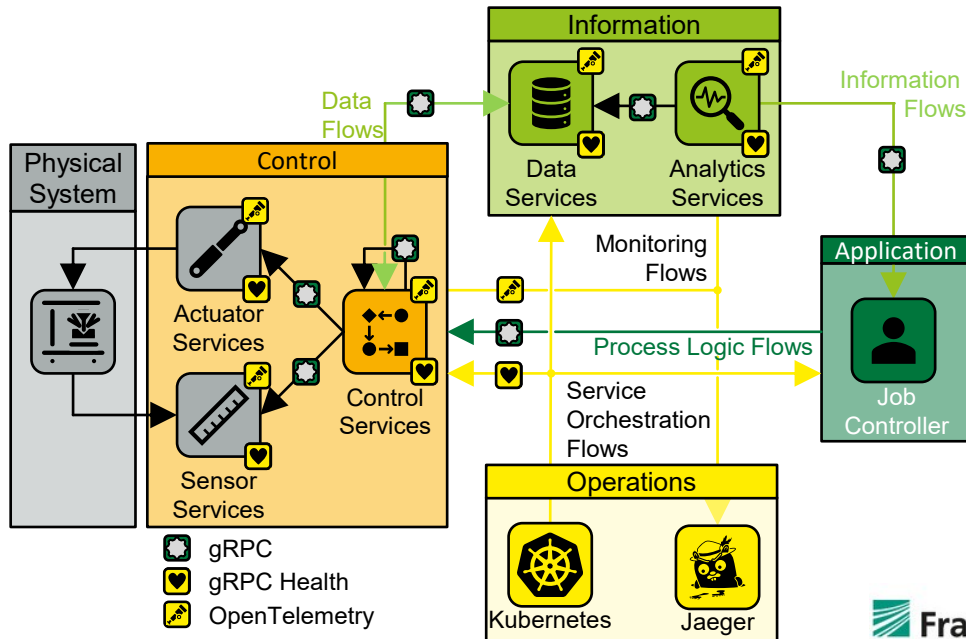 Information
Data
Flows
Data
Services
Analytics
Services
Information
Flows
Physical
System
Control
Actuator
Services
Sensor
Services
Control
Services
Monitoring
Flows
Process Logic Flows
Service
Orchestration
Flows
Application
Job
Controller
Operations
Kubernetes
Jaeger
gRPC
gRPC Health
OpenTelemetry
Fra